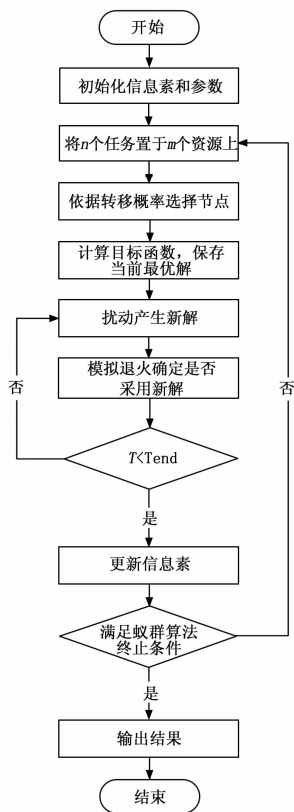 开始
初始化信息素和参数
将n个任务置于m个资源上
依据转移概率选择节点
计算目标函数，保存
当前最优解
扰动产生新解
模拟退火确定是否
采用新解
否
否
T<Tend
是
更新信息素
满足蚁群算法
终止条件
是
输出结果
结束